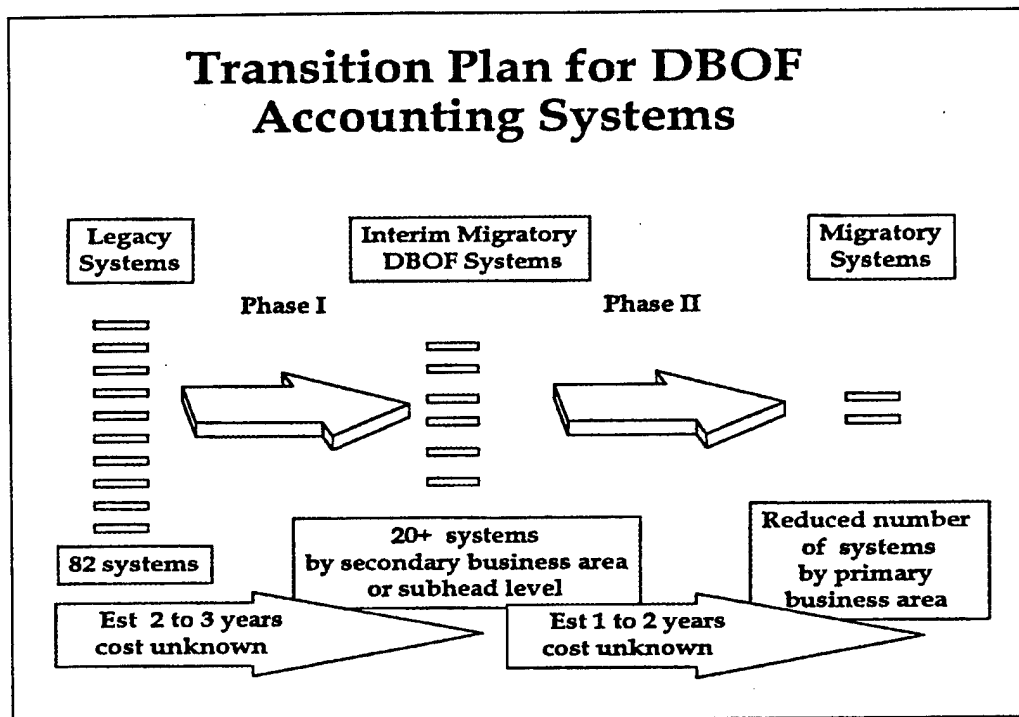 Transition Plan for DBOF
Accounting Systems
Legacy
Systems
Interim Migratory
DBOF Systems
Migratory
Systems
Phase I
Phase II
82 systems
20+ systems
by secondary business area
or subhead level
Reduced number
of systems
by primary
business area
Est 2 to 3 years
cost unknown
Est 1 to 2 years
cost unknown